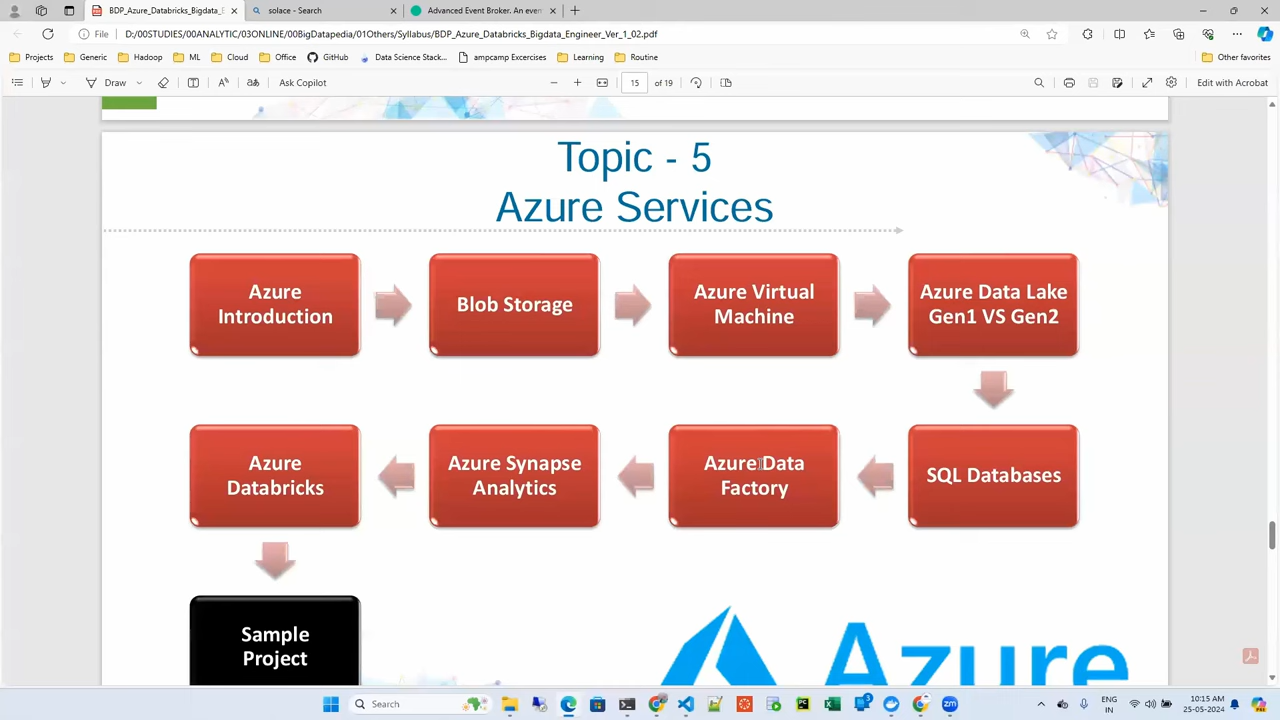 BDP_Azure_Databricks_Bigdata_E
solace - Search
Advanced Event Broker. An even
File
D:/00STUDIES/00ANALYTIC/03ONLINE/00BigDatapedia/01Others/Syllabus/BDP_Azure_Databricks_Bigdata_Engineer_Ver_1_02.pdf
Projects
Generic
Hadoop
ML
Cloud
Office
GitHub
Data Science Stack...
ampcamp Exercises
Learning
Routine
Other favorites
Draw
Ask Copilot
15
of 19
Edit with Acrobat
Topic - 5
Azure Services
Azure
Introduction
Blob Storage
Azure Virtual
Machine
Azure Data Lake
Gen1 VS Gen2
SQL Databases
Azure Data
Factory
Azure Synapse
Analytics
Azure
Databricks
Sample
Project
Azure
Search
ENG
IN
10:15 AM
25-05-2024